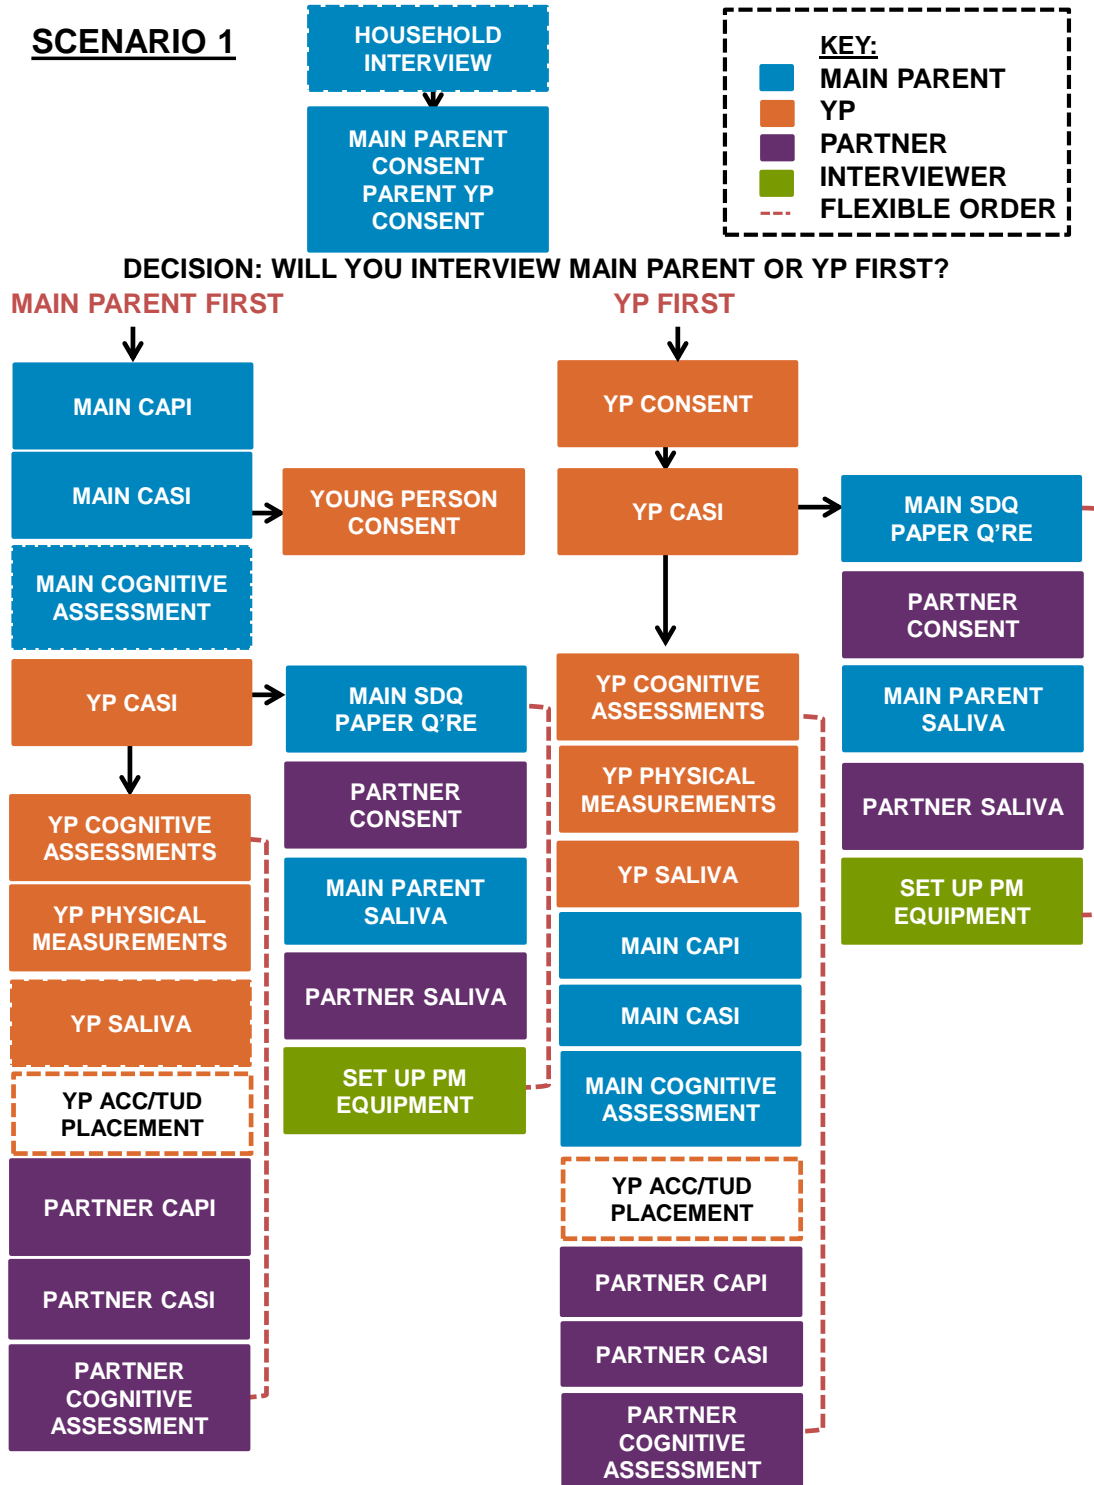 SCENARIO 1
HOUSEHOLD
INTERVIEW
MAIN PARENT
CONSENT
PARENT YP
CONSENT
KEY:
MAIN PARENT
YP
PARTNER
INTERVIEWER
FLEXIBLE ORDER
DECISION: WILL YOU INTERVIEW MAIN PARENT OR YP FIRST?
MAIN PARENT FIRST
MAIN CAPI
MAIN CASI
YOUNG PERSON
CONSENT
MAIN COGNITIVE
ASSESSMENT
YP CASI
MAIN SDQ
PAPER Q’RE
PARTNER
CONSENT
MAIN PARENT
SALIVA
PARTNER SALIVA
SET UP PM
EQUIPMENT
YP COGNITIVE
ASSESSMENTS
YP PHYSICAL
MEASUREMENTS
YP SALIVA
YP ACC/TUD
PLACEMENT
PARTNER CAPI
PARTNER CASI
PARTNER
COGNITIVE
ASSESSMENT
YP FIRST
YP CONSENT
YP CASI
MAIN SDQ
PAPER Q’RE
PARTNER
CONSENT
MAIN PARENT
SALIVA
PARTNER SALIVA
SET UP PM
EQUIPMENT
YP COGNITIVE
ASSESSMENTS
YP PHYSICAL
MEASUREMENTS
YP SALIVA
MAIN CAPI
MAIN CASI
MAIN COGNITIVE
ASSESSMENT
YP ACC/TUD
PLACEMENT
PARTNER CAPI
PARTNER CASI
PARTNER
COGNITIVE
ASSESSMENT